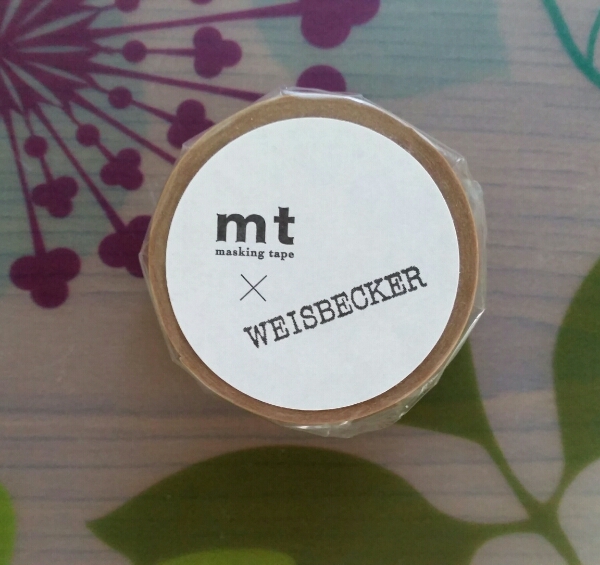 mt
masking tape
×
WEISBECKER